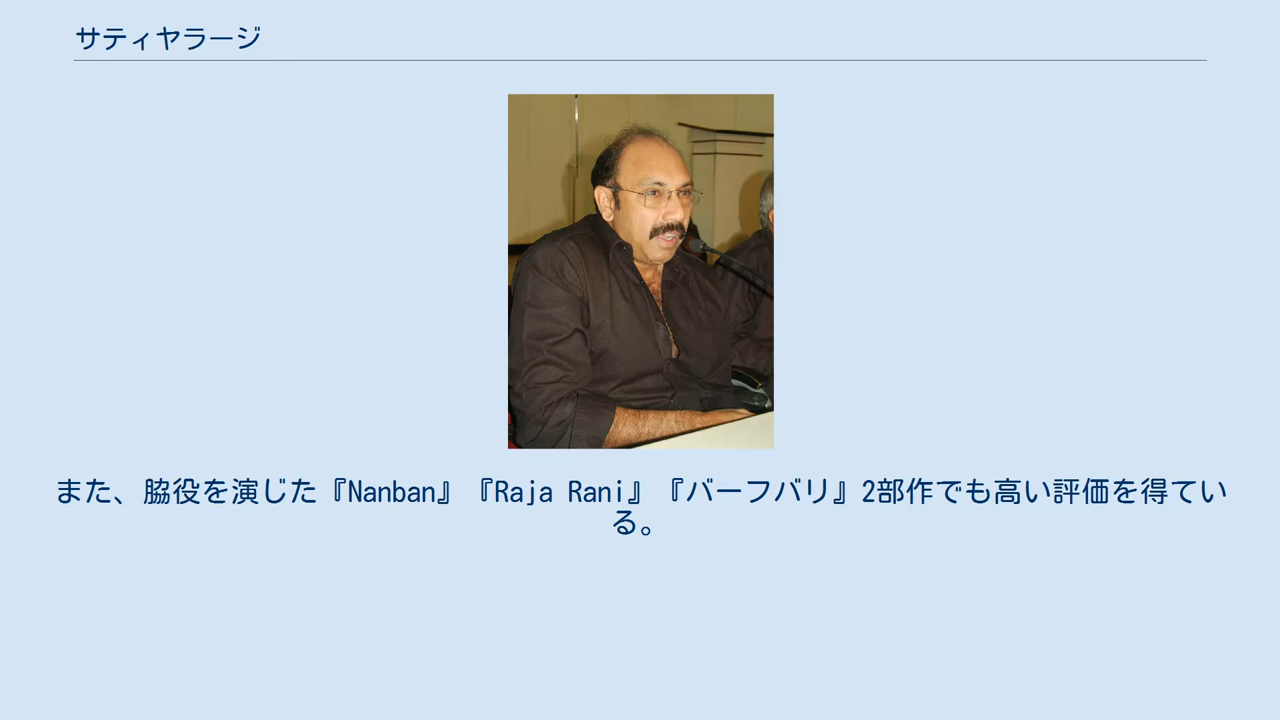 サティヤラージ
また、脇役を演じた『Nanban』『Raja Rani』『バーフバリ』2部作でも高い評価を得てい
る。